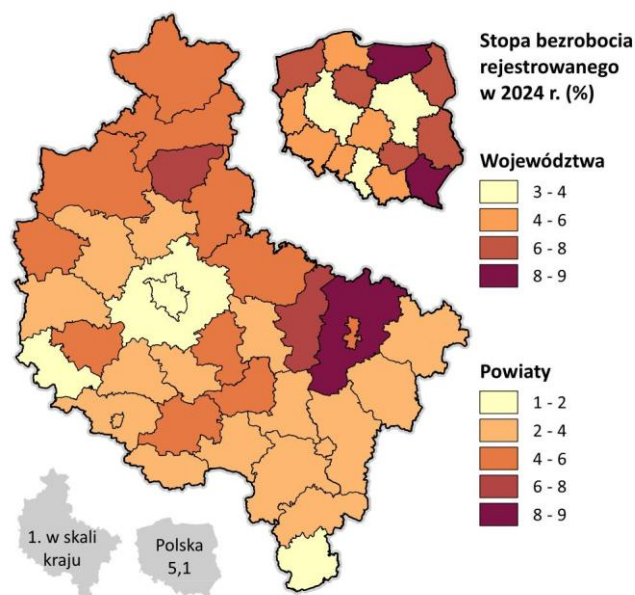 Stopa bezrobocia
rejestrowanego
w 2024 r. (%)
Województwa
3 - 4
4 - 6
6 - 8
8 - 9
Powiaty
1 - 2
2 - 4
4 - 6
6 - 8
8 - 9
1. w skali
kraju
Polska
5,1